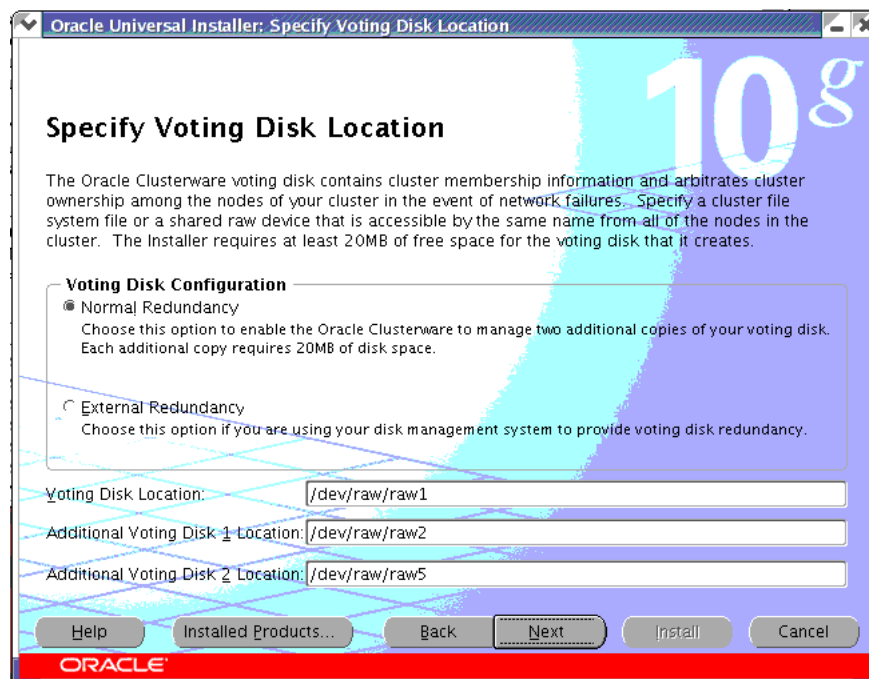 Oracle Universal Installer: Specify Voting Disk Location
10g
Specify Voting Disk Location
The Oracle Clusterware voting disk contains cluster membership information and arbitrates cluster
ownership among the nodes of your cluster in the event of network failures. Specify a cluster file
system file or a shared raw device that is accessible by the same name from all of the nodes in the
cluster. The Installer requires at least 20MB of free space for the voting disk that it creates.
Voting Disk Configuration
Normal Redundancy
Choose this option to enable the Oracle Clusterware to manage two additional copies of your voting disk.
Each additional copy requires 20MB of disk space.
External Redundancy
Choose this option if you are using your disk management system to provide voting disk redundancy.
Voting Disk Location: /dev/raw/raw1
Additional Voting Disk 1 Location: /dev/raw/raw2
Additional Voting Disk 2 Location: /dev/raw/raw5
Help Installed Products... Back Next Install Cancel
ORACLE